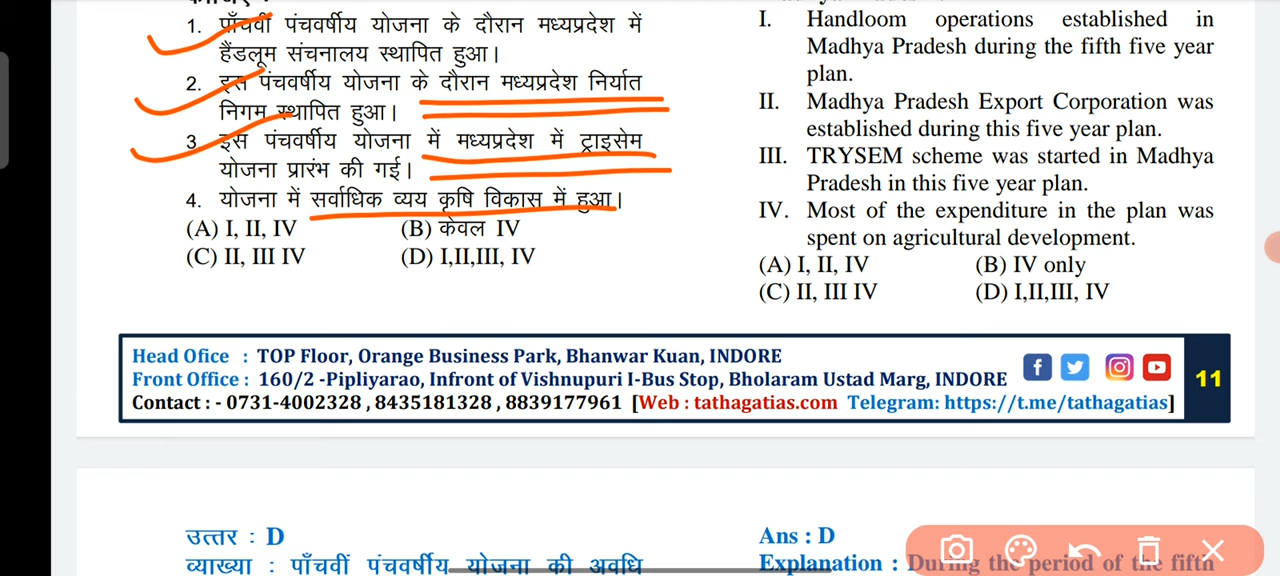 1. पाँचवीं पंचवर्षीय योजना के दौरान मध्यप्रदेश में
हैंडलूम संचनालय स्थापित हुआ।
2. इस पंचवर्षीय योजना के दौरान मध्यप्रदेश निर्यात
निगम स्थापित हुआ।
3. इस पंचवर्षीय योजना में मध्यप्रदेश में ट्राइसेम
योजना प्रारंभ की गई।
4. योजना में सर्वाधिक व्यय कृषि विकास में हुआ।
(A) I, II, IV (B) केवल IV
(C) II, III IV (D) I,II,III, IV
I. Handloom operations established in
Madhya Pradesh during the fifth five year
plan.
II. Madhya Pradesh Export Corporation was
established during this five year plan.
III. TRYSEM scheme was started in Madhya
Pradesh in this five year plan.
IV. Most of the expenditure in the plan was
spent on agricultural development.
(A) I, II, IV (B) IV only
(C) II, III IV (D) I,II,III, IV
Head Ofice : TOP Floor, Orange Business Park, Bhanwar Kuan, INDORE
Front Office : 160/2 -Pipliyarao, Infront of Vishnupuri I-Bus Stop, Bholaram Ustad Marg, INDORE
Contact : - 0731-4002328 , 8435181328 , 8839177961 [Web : tathagatias.com Telegram: https://t.me/tathagatias]
11
उत्तर : D
व्याख्या : पाँचवीं पंचवर्षीय योजना की अवधि
Ans : D
Explanation : During the period of the fifth